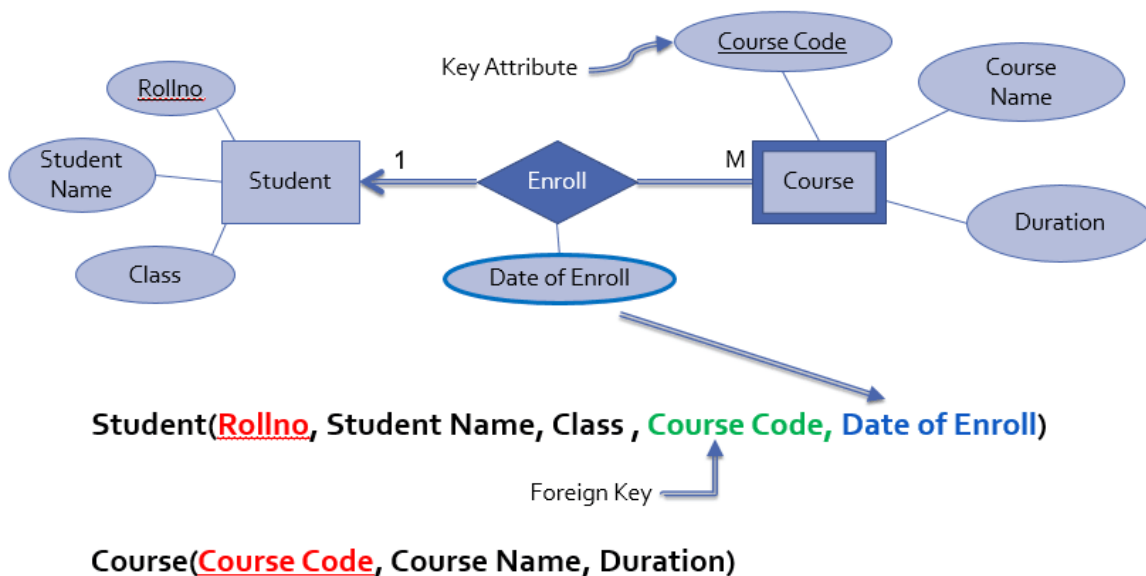 Course Code
Key Attribute
Course
Name
Rollno
Student
Name
Student
1
Enroll
M
Course
Duration
Class
Date of Enroll
Student(Rollno, Student Name, Class , Course Code, Date of Enroll)
Foreign Key
Course(Course Code, Course Name, Duration)